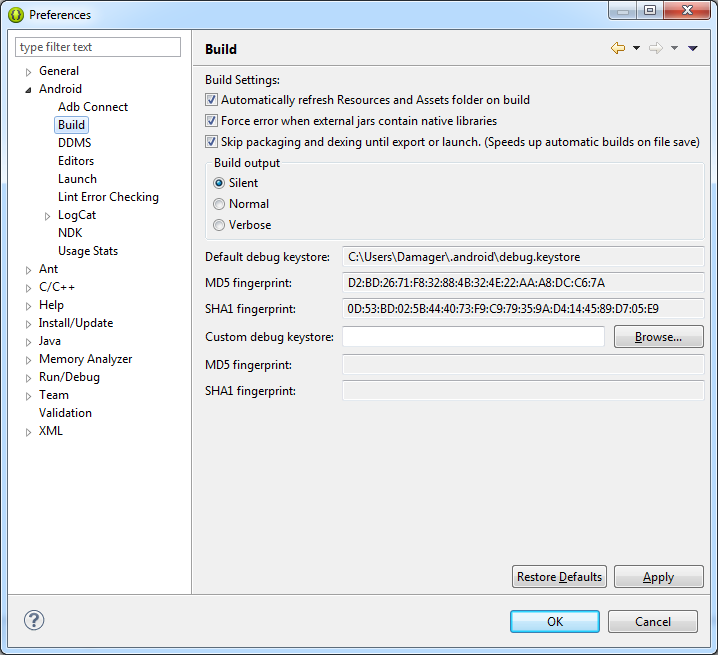 Preferences
type filter text
General
Android
Adb Connect
Build
DDMS
Editors
Launch
Lint Error Checking
LogCat
NDK
Usage Stats
Ant
C/C++
Help
Install/Update
Java
Memory Analyzer
Run/Debug
Team
Validation
XML
Build
Build Settings:
Automatically refresh Resources and Assets folder on build
Force error when external jars contain native libraries
Skip packaging and dexing until export or launch. (Speeds up automatic builds on file save)
Build output
Silent
Normal
Verbose
Default debug keystore: C:\Users\Damager\.android\debug.keystore
MD5 fingerprint: D2:BD:26:71:F8:32:88:4B:32:4E:22:AA:A8:DC:C6:7A
SHA1 fingerprint: 0D:53:BD:02:5B:44:40:73:F9:C9:79:35:9A:D4:14:45:89:D7:05:E9
Custom debug keystore: Browse...
MD5 fingerprint:
SHA1 fingerprint:
Restore Defaults Apply
? OK Cancel